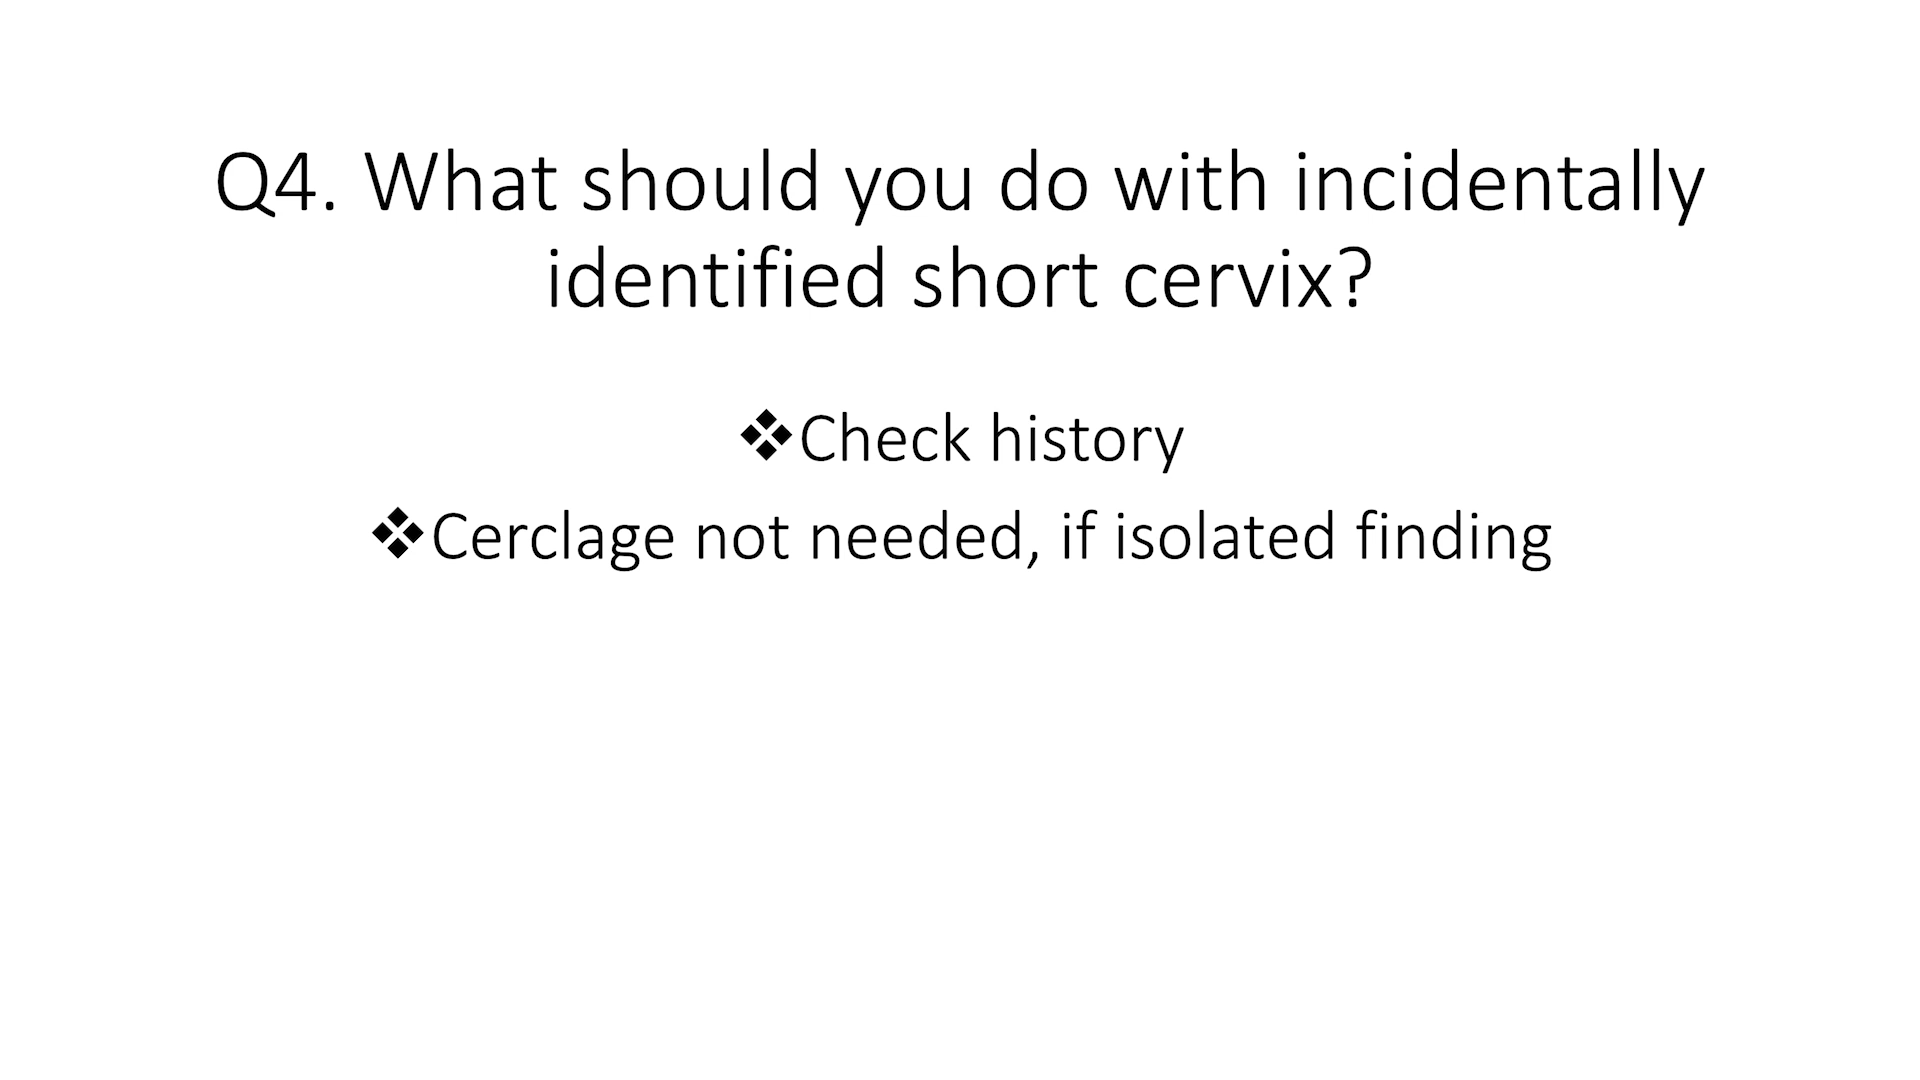 Q4. What should you do with incidentally
identified short cervix?
❖Check history
❖Cerclage not needed, if isolated finding